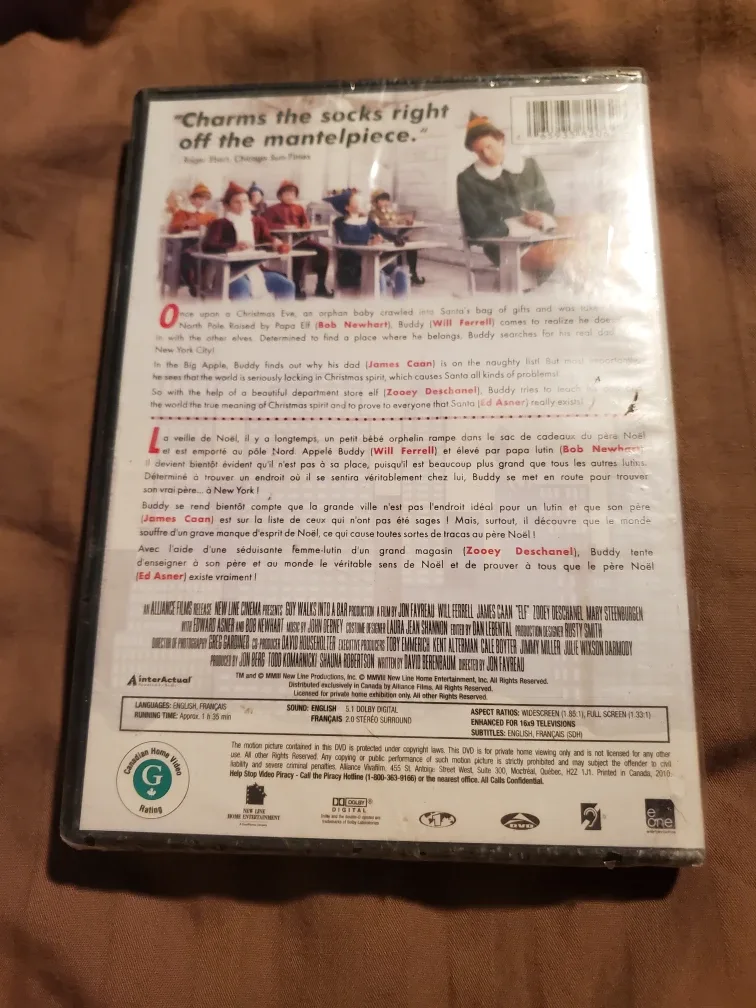 "Charms the socks right
off the mantelpiece."
Roger Ebert, Chicago Sun-Times
Once upon a Christmas Eve, an orphan baby crawled into Santa's bag of gifts and was
North Pole. Raised by Papa Elf (Bob Newhart), Buddy (Will Ferrell) comes to realize he
in with the other elves. Determined to find a place where he belongs, Buddy searches for his real dad
New York City!
In the Big Apple, Buddy finds out why his dad (James Caan) is on the naughty list! But
he sees that the world is seriously lacking in Christmas spirit, which causes Santa all kinds of problems!
So with the help of a beautiful department store elf (Zooey Deschanel), Buddy tries to teach
the world the true meaning of Christmas spirit and to prove to everyone that Santa (Ed Asner) really exists!
La veille de Noël, il y a longtemps, un petit bébé orphelin rampe dans le sac de cadeaux du père Noël
et est emporté au pôle Nord. Appelé Buddy (Will Ferrell) et élevé par papa lutin (Bob Newhart)
il devient bientôt évident qu'il n'est pas à sa place, puisqu'il est beaucoup plus grand que tous les autres lutins.
Déterminé à trouver un endroit où il se sentira véritablement chez lui, Buddy se met en route pour trouver
son vrai père... à New York !
Buddy se rend bientôt compte que la grande ville n'est pas l'endroit idéal pour un lutin et que son père
(James Caan) est sur la liste de ceux qui n'ont pas été sages ! Mais, surtout, il découvre que le monde
souffre d'un grave manque d'esprit de Noël, ce qui cause toutes sortes de tracas au père Noël !
Avec l'aide d'une séduisante femme-lutin d'un grand magasin (Zooey Deschanel), Buddy tente
d'enseigner à son père et au monde le véritable sens de Noël et de prouver à tous que le père Noël
(Ed Asner) existe vraiment !
AN ALLIANCE FILMS RELEASE NEW LINE CINEMA PRESENTS GUY WALKS INTO A BAR PRODUCTION A FILM BY JON FAVREAU WILL FERRELL JAMES CAAN "ELF" ZOOEY DESCHANEL MARY STEENBURGEN
WITH EDWARD ASNER AND BOB NEWHART MUSIC BY JOHN DEBNEY COSTUME DESIGNER LAURA JEAN SHANNON EDITED BY DAN LEBENTAL PRODUCTION DESIGNER RUSTY SMITH
DIRECTOR OF PHOTOGRAPHY GREG GARDINER CO-PRODUCER DAVID HOUSEHOLTER EXECUTIVE PRODUCERS TOBY EMMERICH KENT ALTERMAN CALE BOYTER JIMMY MILLER JULIE WIXSON DARMODY
PRODUCED BY JON BERG TODD KOMARNICKI SHAUNA ROBERTSON WRITTEN BY DAVID BERENBAUM DIRECTED BY JON FAVREAU
interActual
TM and © MMIII New Line Productions, Inc. © MMVIII New Line Home Entertainment, Inc. All Rights Reserved.
Distributed exclusively in Canada by Alliance Films. All Rights Reserved.
Licensed for private home exhibition only. All other Rights Reserved.
LANGUAGES: ENGLISH, FRANÇAIS
RUNNING TIME: Approx. 1 h 35 min
SOUND: ENGLISH 5.1 DOLBY DIGITAL
FRANÇAIS 2.0 STÉRÉO SURROUND
ASPECT RATIOS: WIDESCREEN (1.85:1), FULL SCREEN (1.33:1)
ENHANCED FOR 16x9 TELEVISIONS
SUBTITLES: ENGLISH, FRANÇAIS (SDH)
Canadian Home Video
G
Rating
The motion picture contained in this DVD is protected under copyright laws. This DVD is for private home viewing only and is not licensed for any other
use. All other Rights Reserved. Any copying or public performance of such motion picture is strictly prohibited and may subject the offender to civil
liability and severe criminal penalties. Alliance Vivafilm, 455 St. Antoine Street West, Suite 300, Montréal, Québec, H2Z 1J1. Printed in Canada, 2010.
Help Stop Video Piracy - Call the Piracy Hotline (1-800-363-9166) or the nearest office. All Calls Confidential.
NEW LINE
HOME ENTERTAINMENT
DOLBY
DIGITAL
1
DVD
e one